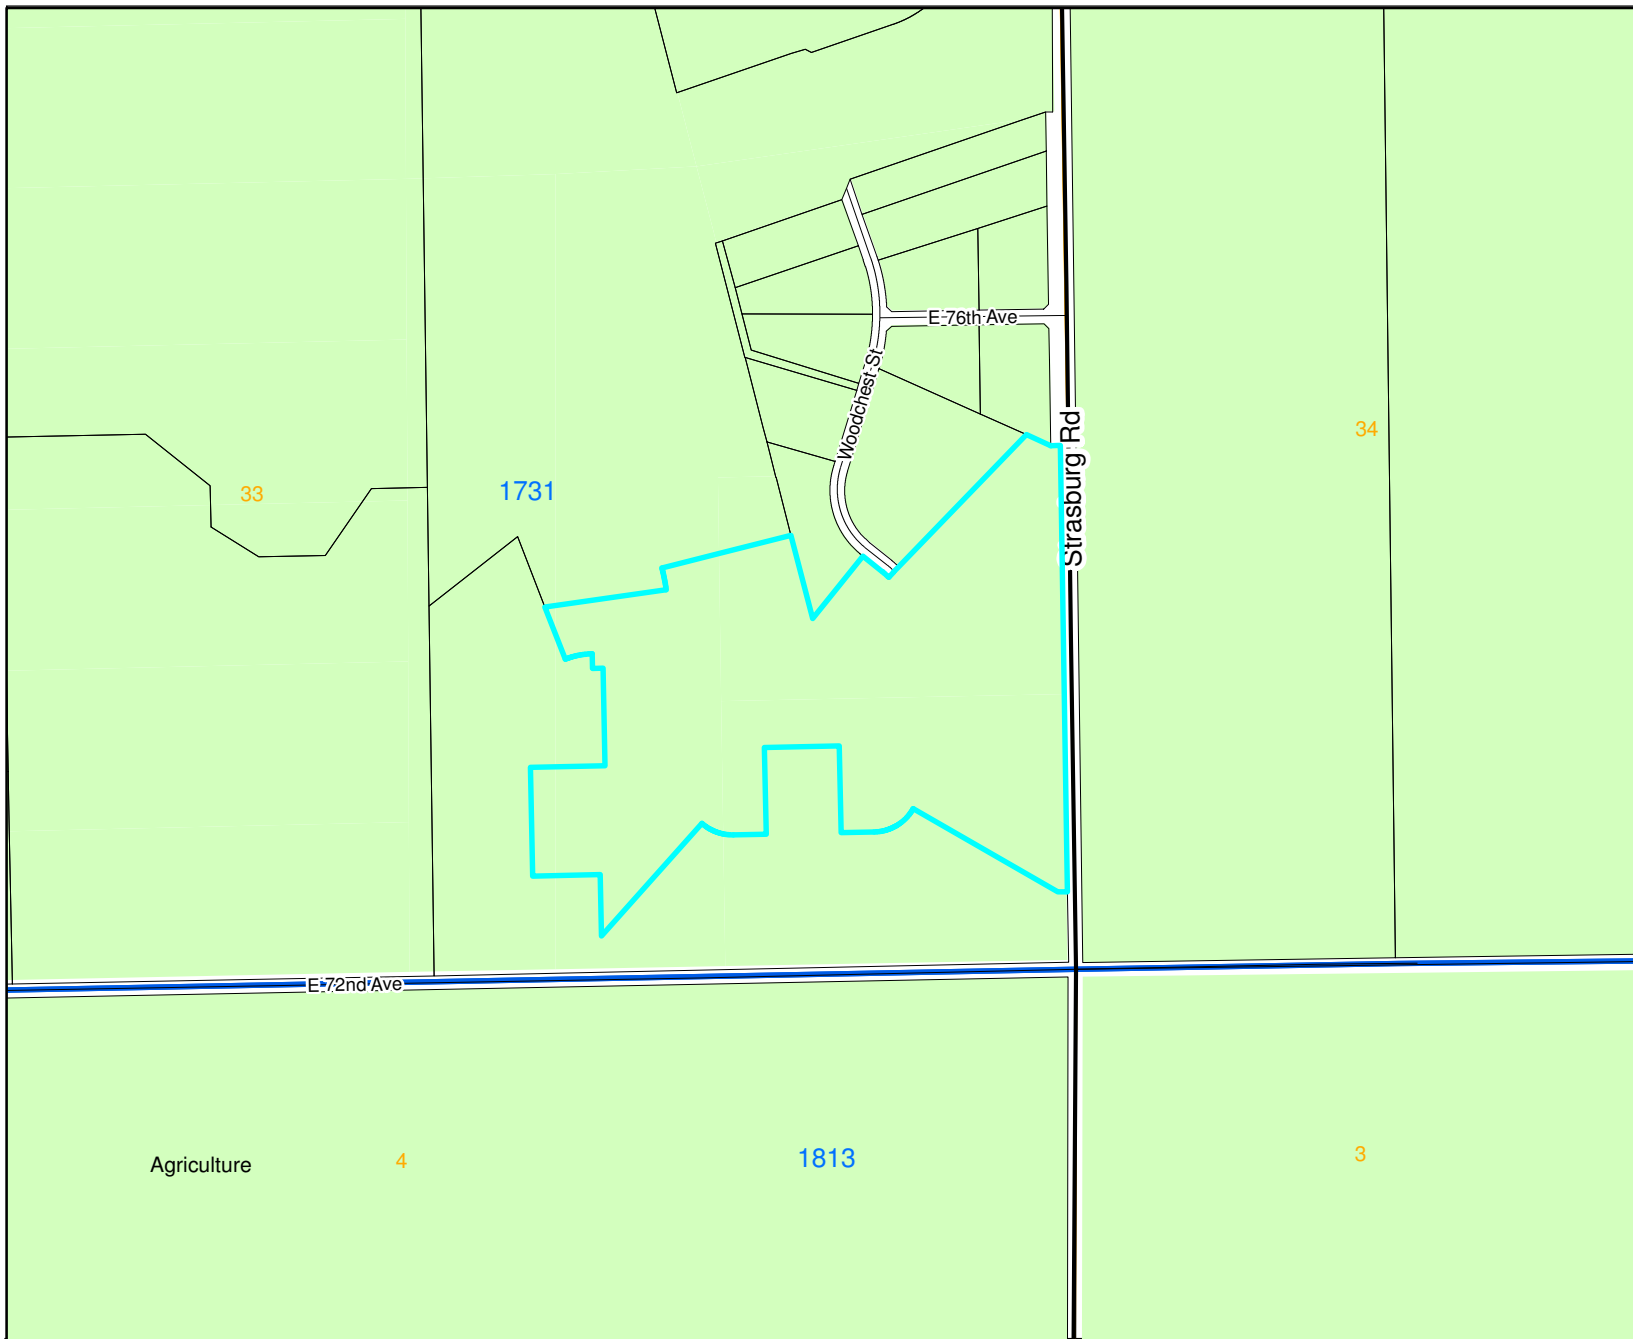 E 76th Ave
Woodchest St
Strasburg Rd
34
33
1731
E 72nd Ave
Agriculture
4
1813
3